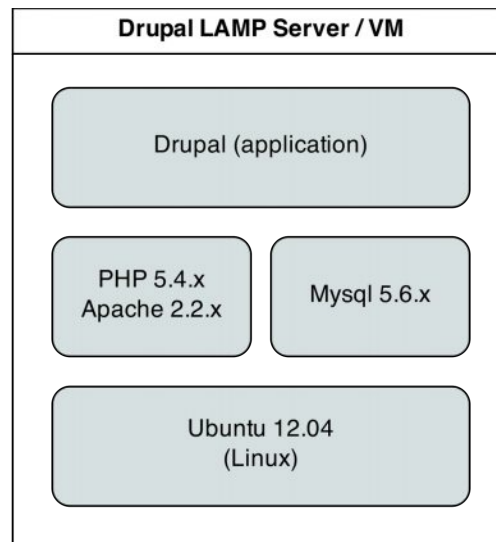 Drupal LAMP Server / VM
Drupal (application)
PHP 5.4.x
Apache 2.2.x
Mysql 5.6.x
Ubuntu 12.04
(Linux)